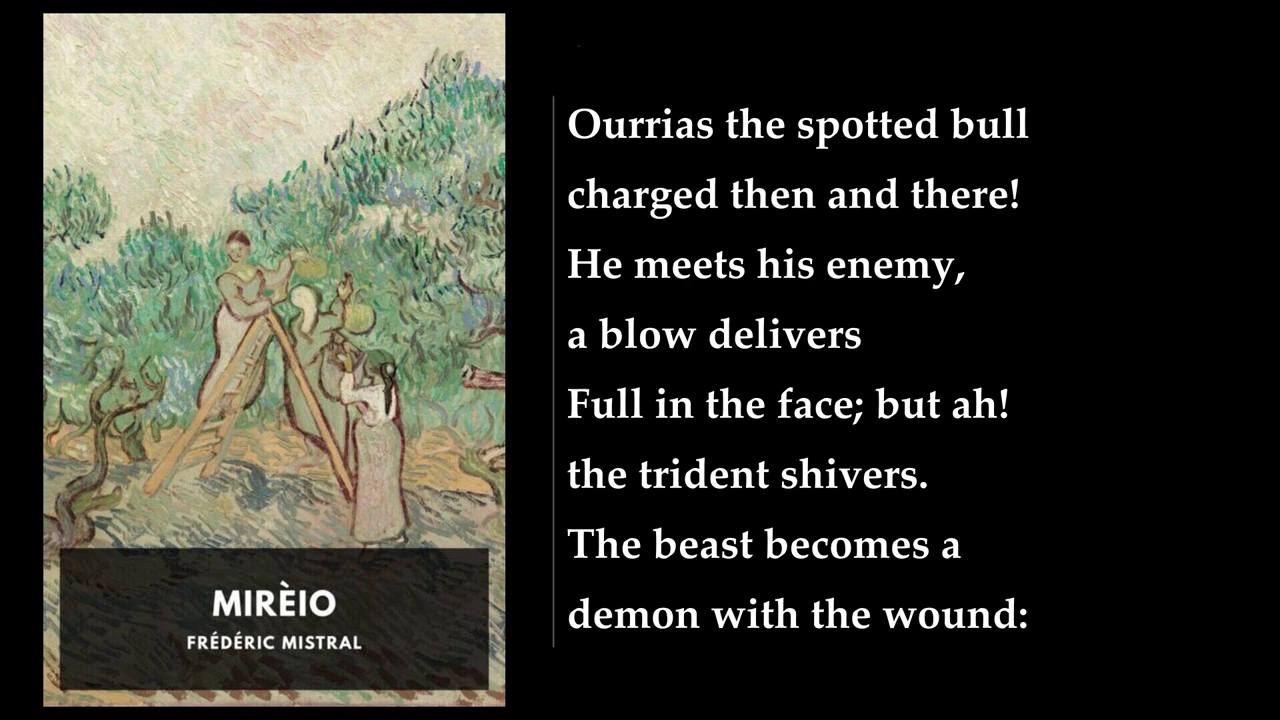 MIRÈIO
FRÉDÉRIC MISTRAL
Ourrias the spotted bull
charged then and there!
He meets his enemy,
a blow delivers
Full in the face; but ah!
the trident shivers.
The beast becomes a
demon with the wound: